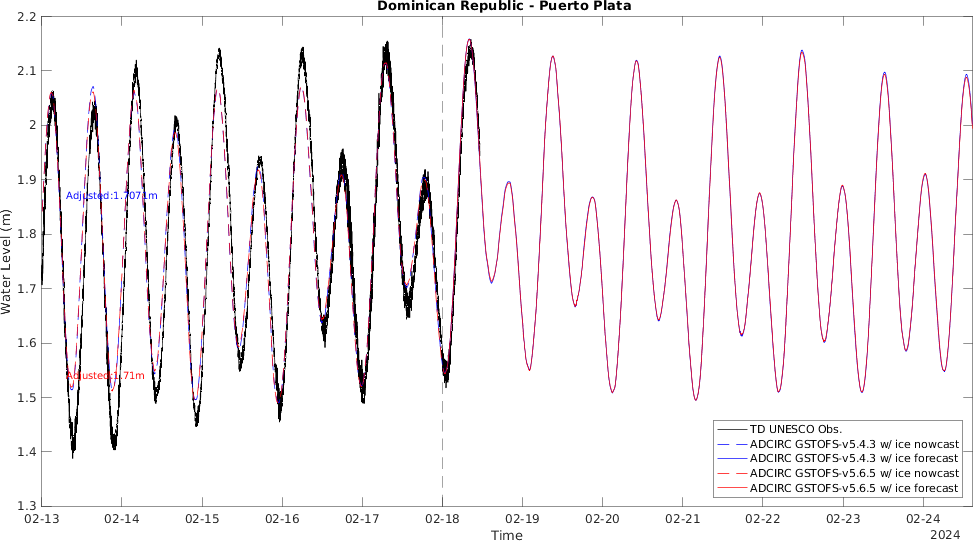 Dominican Republic - Puerto Plata
2.2
2.1
2
1.9
1.8
1.7
1.6
1.5
1.4
1.3
Water Level (m)
Adjusted:1.7071m
Adjusted:1.71m
TD UNESCO Obs.
ADCIRC GSTOFS-v5.4.3 w/ ice nowcast
ADCIRC GSTOFS-v5.4.3 w/ ice forecast
ADCIRC GSTOFS-v5.6.5 w/ ice nowcast
ADCIRC GSTOFS-v5.6.5 w/ ice forecast
02-13 02-14 02-15 02-16 02-17 02-18 02-19 02-20 02-21 02-22 02-23 02-24
Time
2024